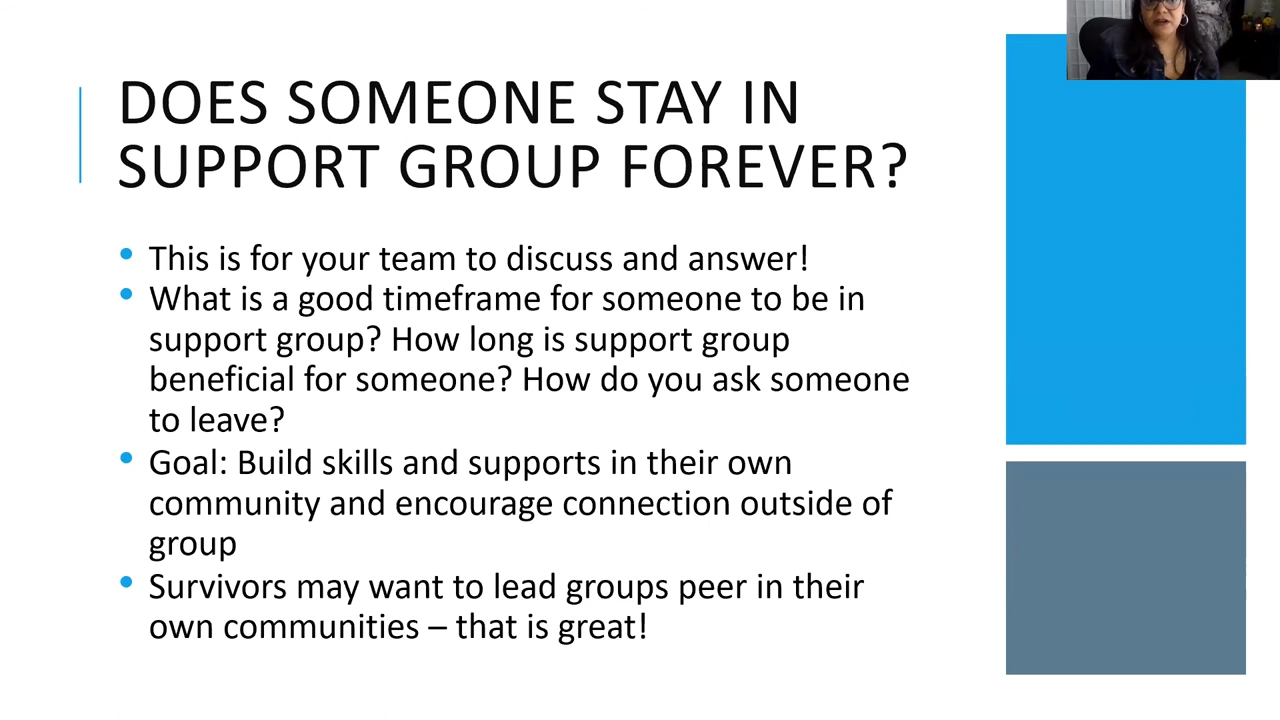 DOES SOMEONE STAY IN
SUPPORT GROUP FOREVER?
• This is for your team to discuss and answer!
• What is a good timeframe for someone to be in
support group? How long is support group
beneficial for someone? How do you ask someone
to leave?
• Goal: Build skills and supports in their own
community and encourage connection outside of
group
• Survivors may want to lead groups peer in their
own communities – that is great!